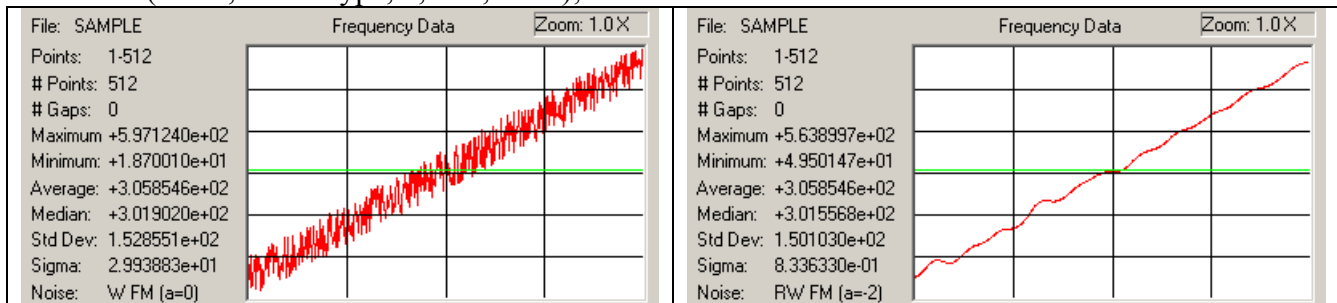 File: SAMPLE Frequency Data Zoom: 1.0X
Points: 1-512
# Points: 512
# Gaps: 0
Maximum +5.971240e+02
Minimum: +1.870010e+01
Average: +3.058546e+02
Median: +3.019020e+02
Std Dev: 1.528551e+02
Sigma: 2.993883e+01
Noise: W FM (a=0)
File: SAMPLE Frequency Data Zoom: 1.0X
Points: 1-512
# Points: 512
# Gaps: 0
Maximum +5.638997e+02
Minimum: +4.950147e+01
Average: +3.058546e+02
Median: +3.015568e+02
Std Dev: 1.501030e+02
Sigma: 8.336330e-01
Noise: RW FM (a=-2)